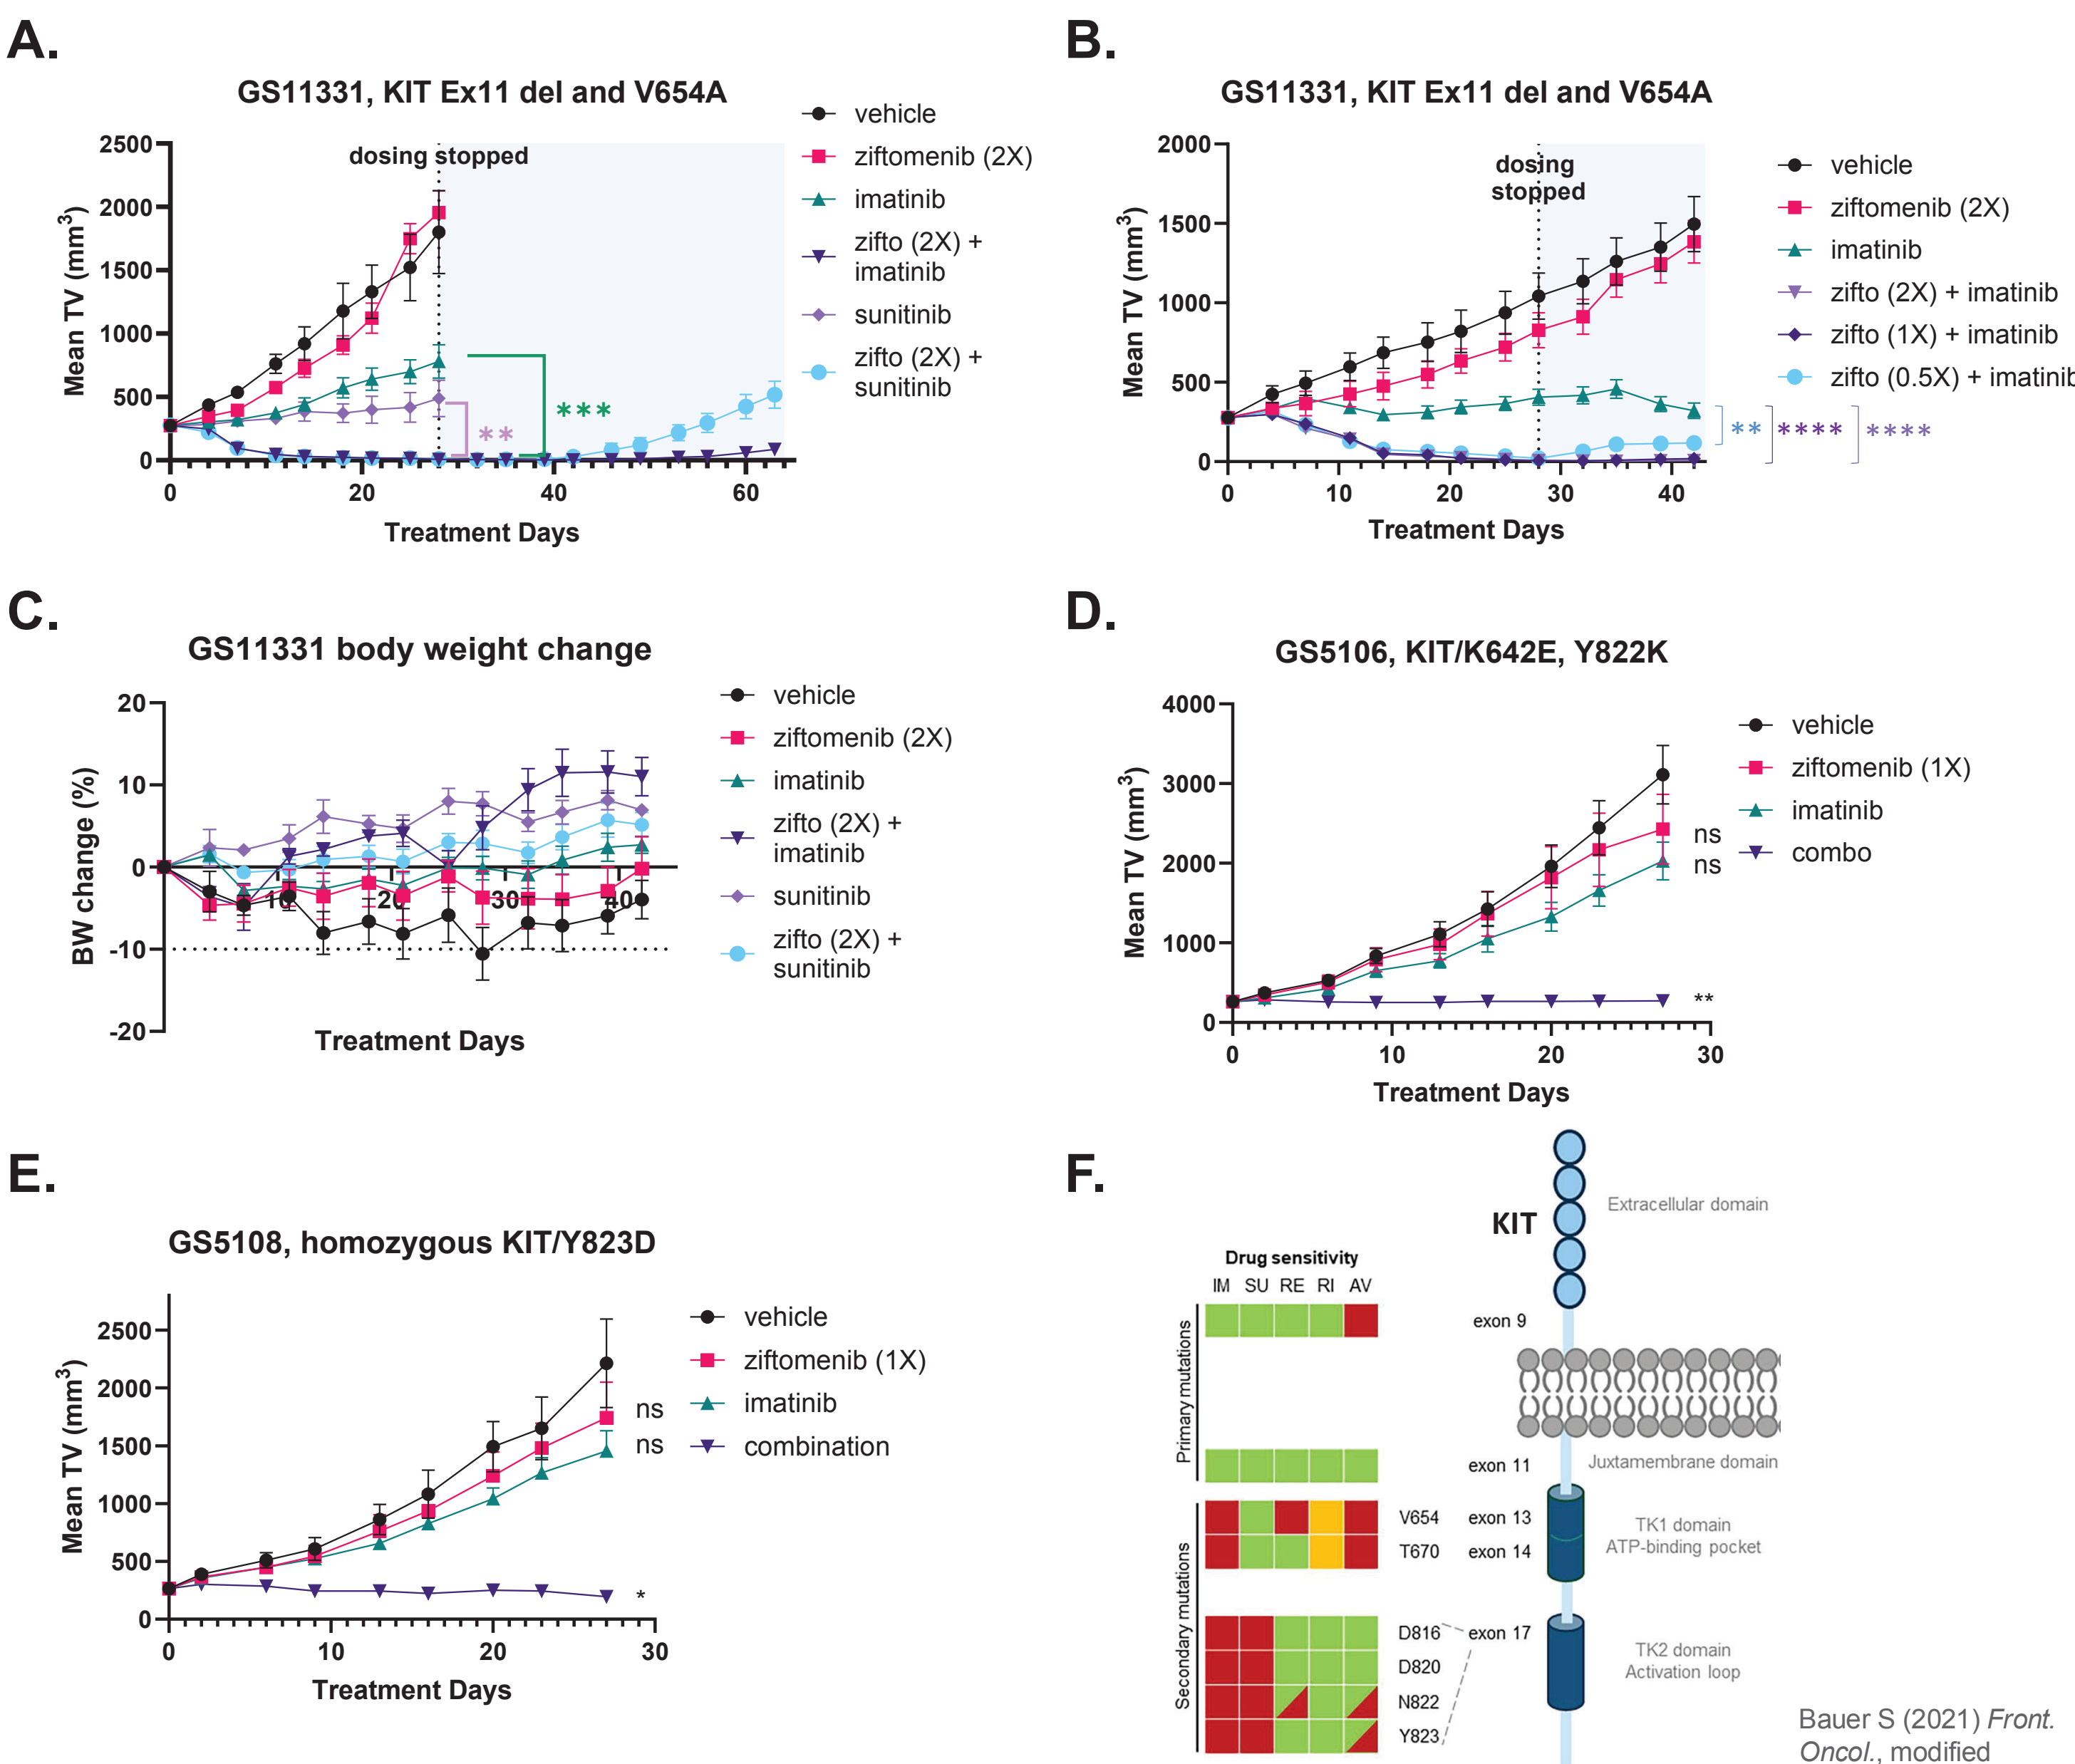 A.
GS11331, KIT Ex11 del and V654A
dosing stopped
Mean TV (mm3)
2500
2000
1500
1000
500
0
0 20 40 60
Treatment Days
** ***
vehicle
ziftomenib (2X)
imatinib
zifto (2X) +
imatinib
sunitinib
zifto (2X) +
sunitinib
B.
GS11331, KIT Ex11 del and V654A
dosing
stopped
Mean TV (mm3)
2000
1500
1000
500
0
0 10 20 30 40
Treatment Days
** **** ****
vehicle
ziftomenib (2X)
imatinib
zifto (2X) + imatinib
zifto (1X) + imatinib
zifto (0.5X) + imatinib
C.
GS11331 body weight change
BW change (%)
20
10
0
-10
-20
10 20 30 40
Treatment Days
vehicle
ziftomenib (2X)
imatinib
zifto (2X) +
imatinib
sunitinib
zifto (2X) +
sunitinib
D.
GS5106, KIT/K642E, Y822K
Mean TV (mm3)
4000
3000
2000
1000
0
0 10 20 30
Treatment Days
ns
ns
**
vehicle
ziftomenib (1X)
imatinib
combo
E.
GS5108, homozygous KIT/Y823D
Mean TV (mm3)
2500
2000
1500
1000
500
0
0 10 20 30
Treatment Days
ns
ns
*
vehicle
ziftomenib (1X)
imatinib
combination
F.
KIT
Extracellular domain
Drug sensitivity
IM SU RE RI AV
Primary mutations
exon 9
exon 11
Juxtamembrane domain
Secondary mutations
V654 exon 13
T670 exon 14
TK1 domain
ATP-binding pocket
D816 exon 17
D820
N822
Y823
TK2 domain
Activation loop
Bauer S (2021) Front.
Oncol., modified